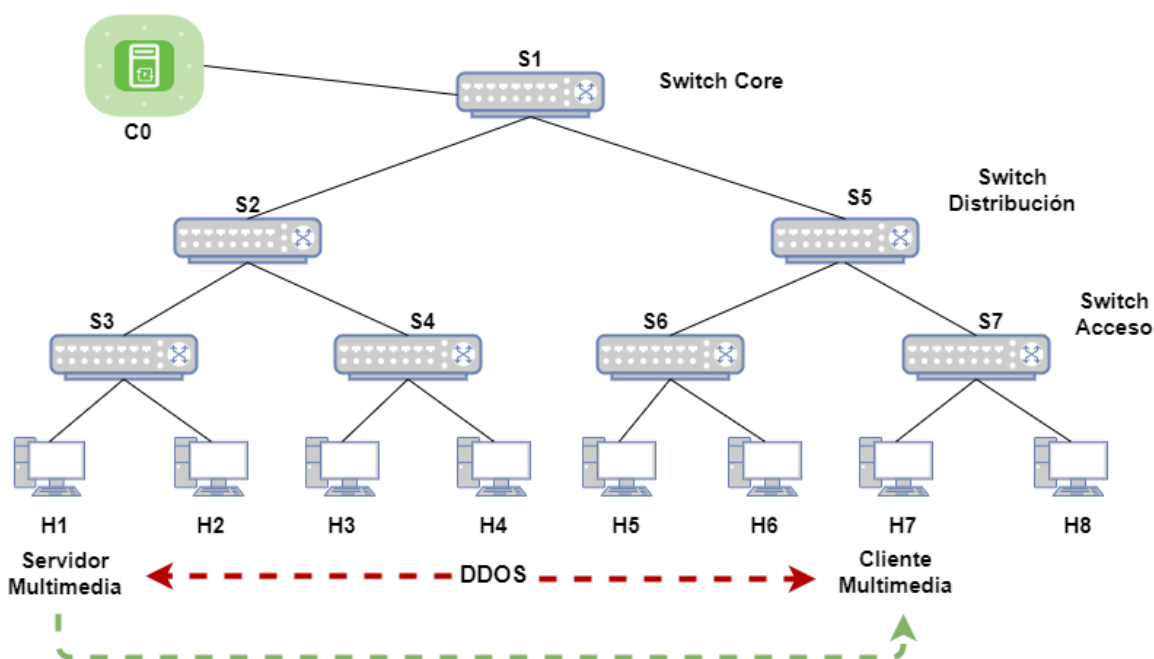 S1
Switch Core
C0
Switch
Distribución
S2
S5
Switch
Acceso
S3
S4
S6
S7
H1
H2
H3
H4
H5
H6
H7
H8
Servidor
Multimedia
DDOS
Cliente
Multimedia